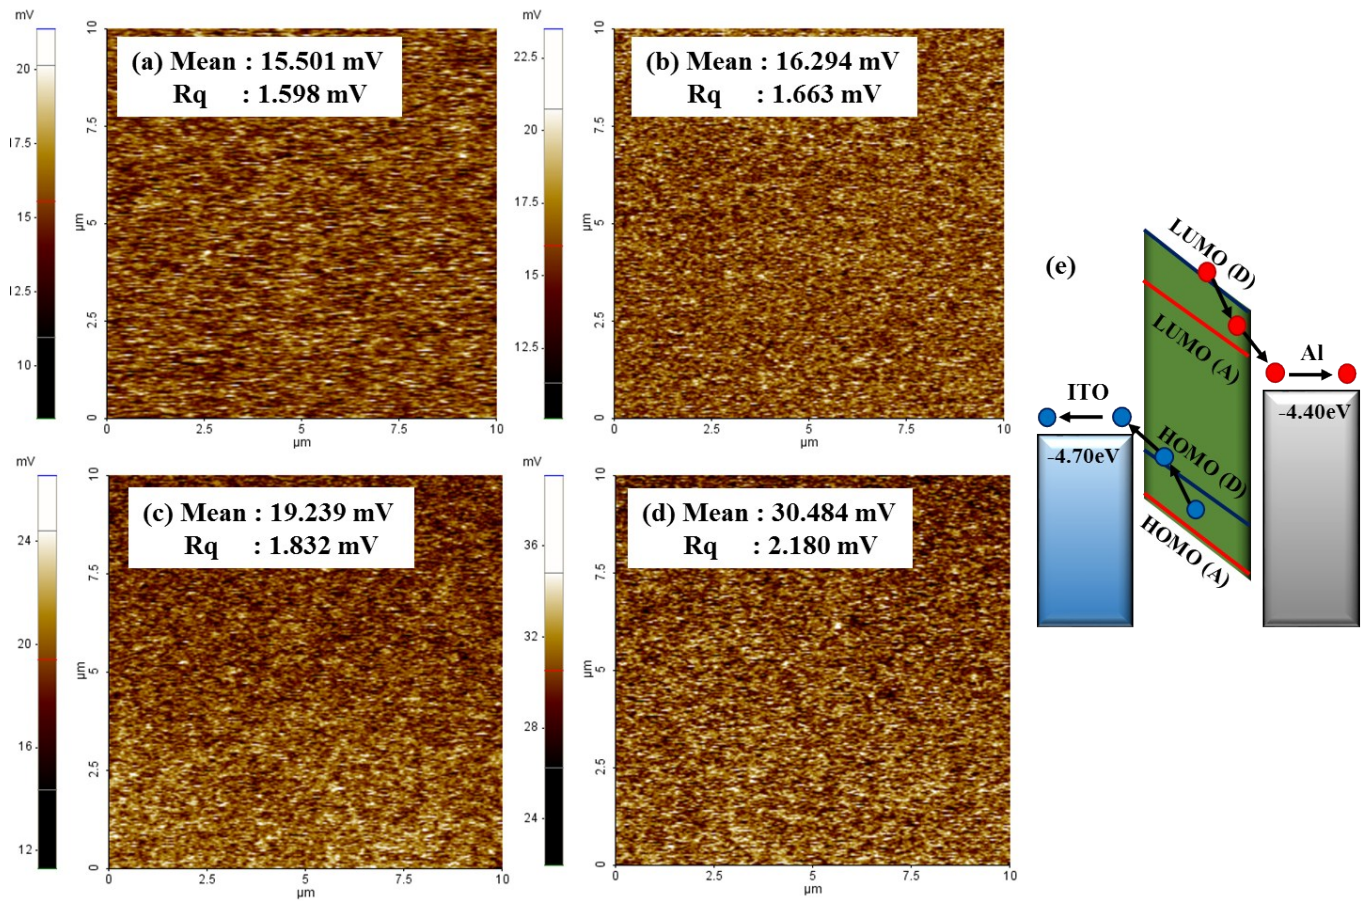 mV
20
17.5
15
12.5
10
10
7.5
5
2.5
0
µm
(a) Mean : 15.501 mV
Rq : 1.598 mV
0
2.5
5
7.5
10
µm
mV
22.5
20
17.5
15
12.5
10
7.5
5
2.5
0
µm
(b) Mean : 16.294 mV
Rq : 1.663 mV
0
2.5
5
7.5
10
µm
mV
24
20
16
12
10
7.5
5
2.5
0
µm
(c) Mean : 19.239 mV
Rq : 1.832 mV
2.5
5
7.5
10
µm
mV
36
32
28
24
10
7.5
5
2.5
0
µm
(d) Mean : 30.484 mV
Rq : 2.180 mV
0
2.5
5
7.5
10
µm
(e)
LUMO (D)
LUMO (A)
Al
-4.40eV
ITO
-4.70eV
HOMO (D)
HOMO (A)